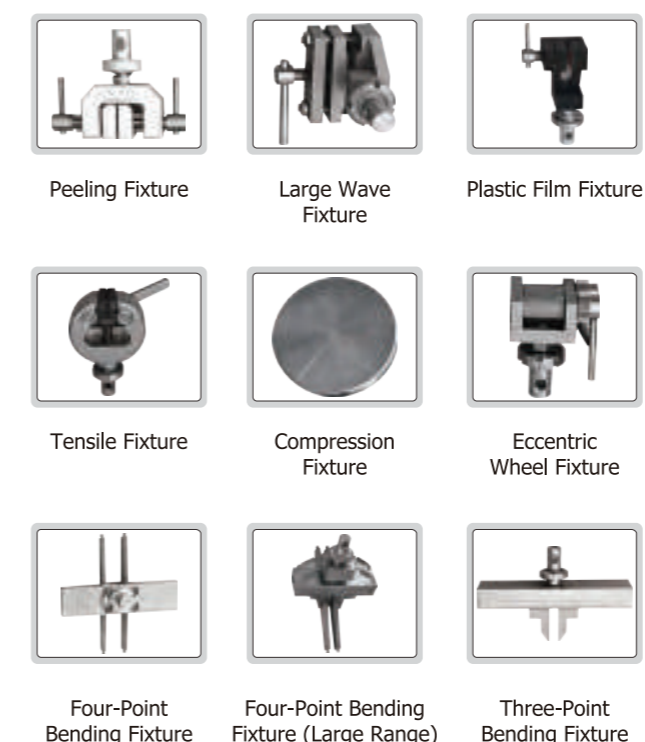 Peeling Fixture
Large Wave
Fixture
Plastic Film Fixture
Tensile Fixture
Compression
Fixture
Eccentric
Wheel Fixture
Four-Point
Bending Fixture
Four-Point Bending
Fixture (Large Range)
Three-Point
Bending Fixture